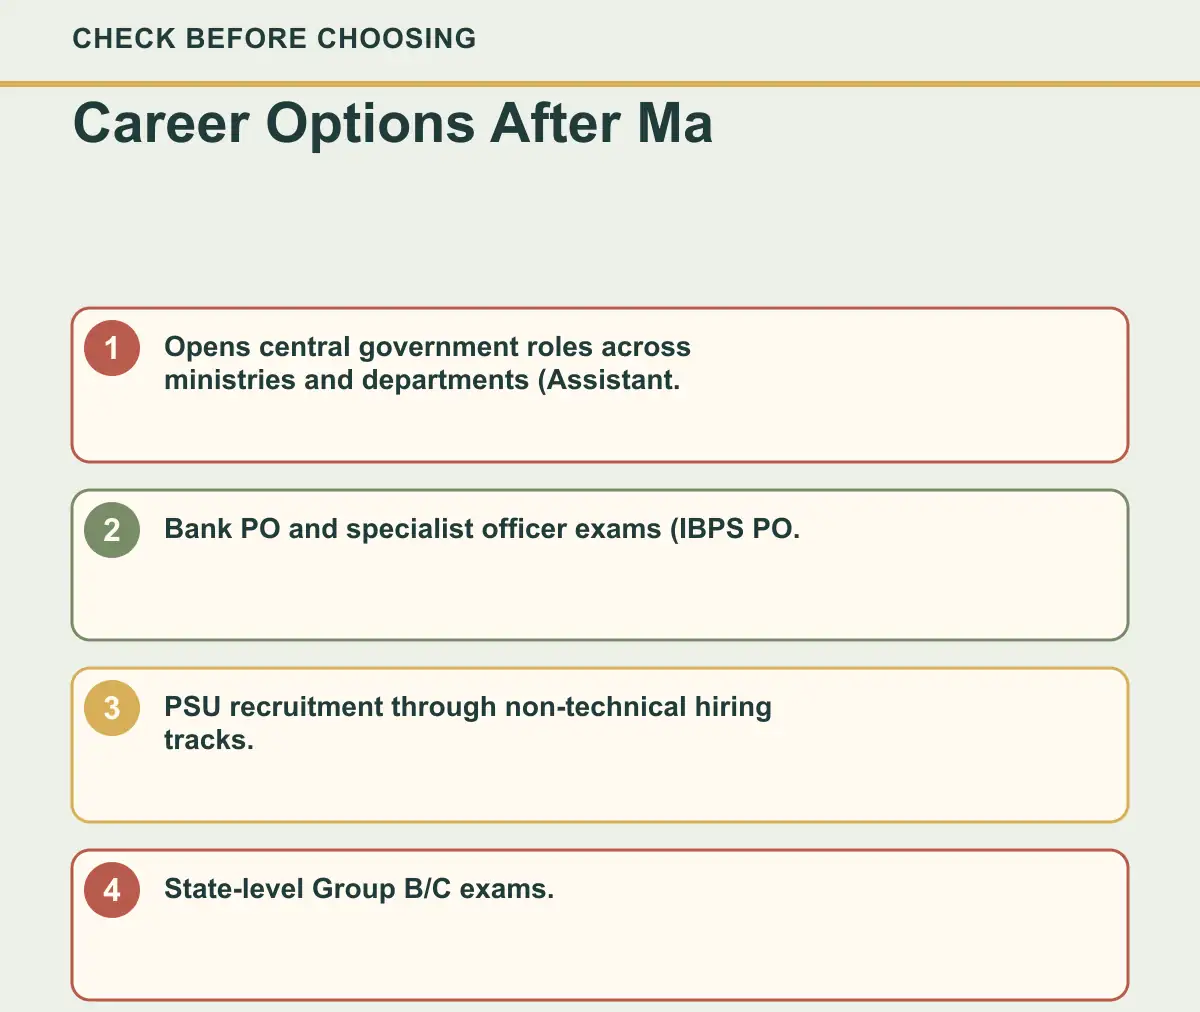 CHECK BEFORE CHOOSING
Career Options After Ma
1
Opens central government roles across
ministries and departments (Assistant.
2
Bank PO and specialist officer exams (IBPS PO.
3
PSU recruitment through non-technical hiring
tracks.
4
State-level Group B/C exams.